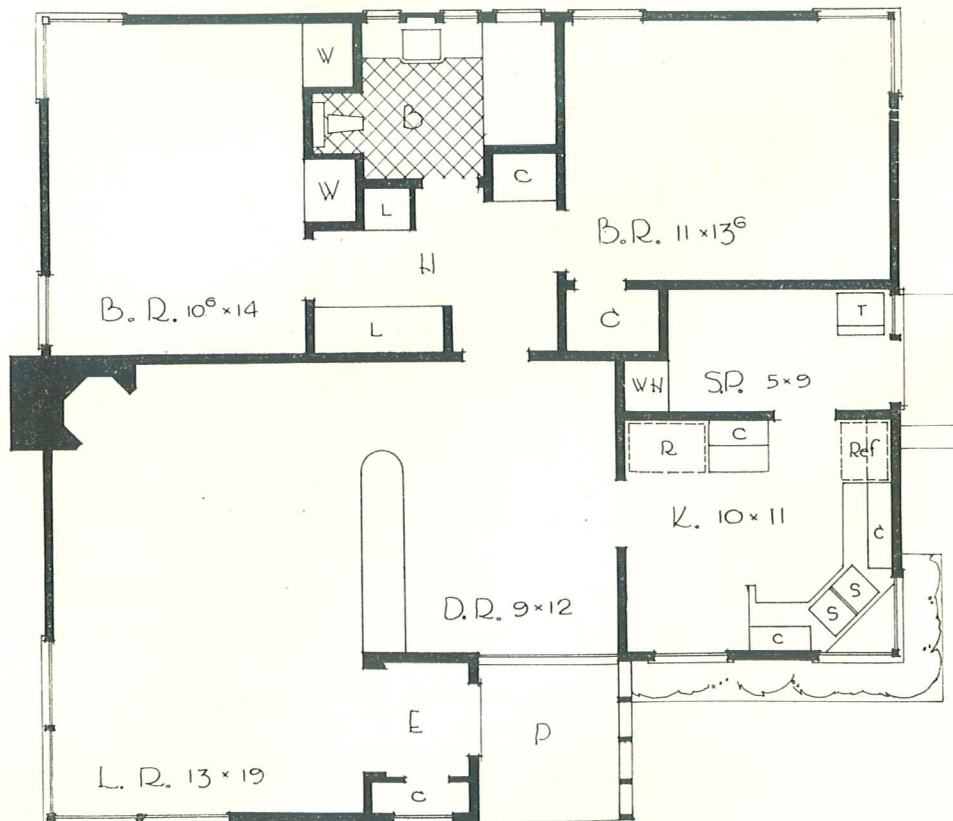 W
B
W
C
L
B.R. 11 × 13⁶
H
B.R. 10⁶ × 14
L
C
T
WH
S.P. 5 × 9
R
C
Ref
K. 10 × 11
C
S
S
D.R. 9 × 12
C
E
P
L.R. 13 × 19
C